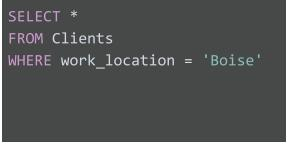 SELECT *
FROM Clients
WHERE work_location = 'Boise'